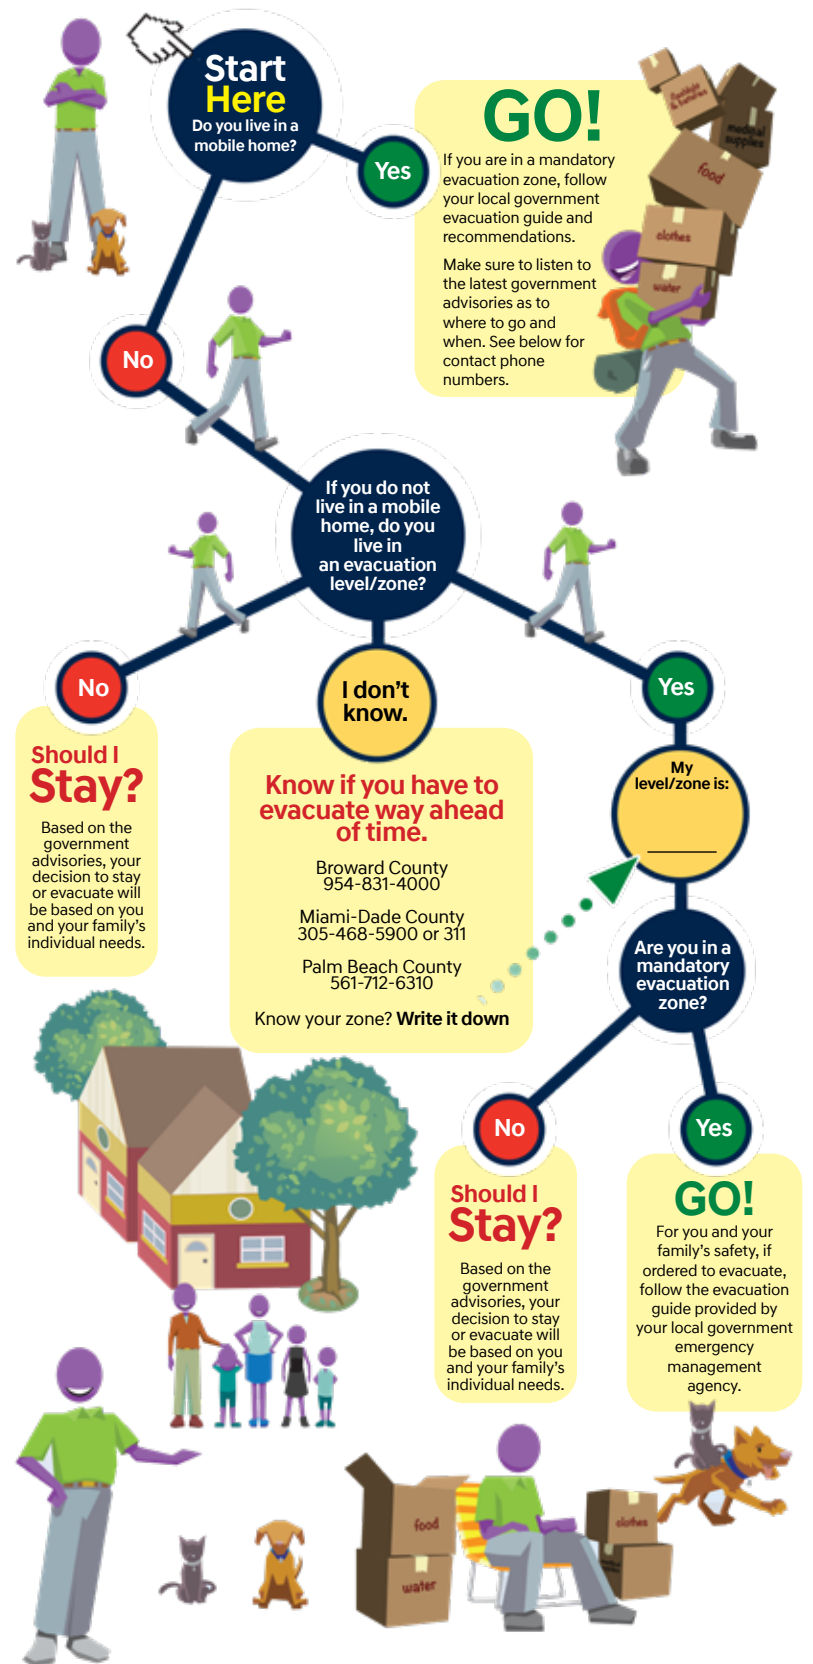 Start
Here
Do you live in a
mobile home?
Yes
GO!
If you are in a mandatory
evacuation zone, follow
your local government
evacuation guide and
recommendations.
Make sure to listen to
the latest government
advisories as to
where to go and
when. See below for
contact phone
numbers.
flashlight
& batteries
medical
supplies
food
clothes
water
No
If you do not
live in a mobile
home, do you
live in
an evacuation
level/zone?
No
Should I
Stay?
Based on the
government
advisories, your
decision to stay
or evacuate will
be based on you
and your family's
individual needs.
I don't
know.
Know if you have to
evacuate way ahead
of time.
Broward County
954-831-4000
Miami-Dade County
305-468-5900 or 311
Palm Beach County
561-712-6310
Know your zone? Write it down
Yes
My
level/zone is:
Are you in a
mandatory
evacuation
zone?
No
Should I
Stay?
Based on the
government
advisories, your
decision to stay
or evacuate will
be based on you
and your family's
individual needs.
Yes
GO!
For you and your
family's safety, if
ordered to evacuate,
follow the evacuation
guide provided by
your local government
emergency
management
agency.
food
water
clothes